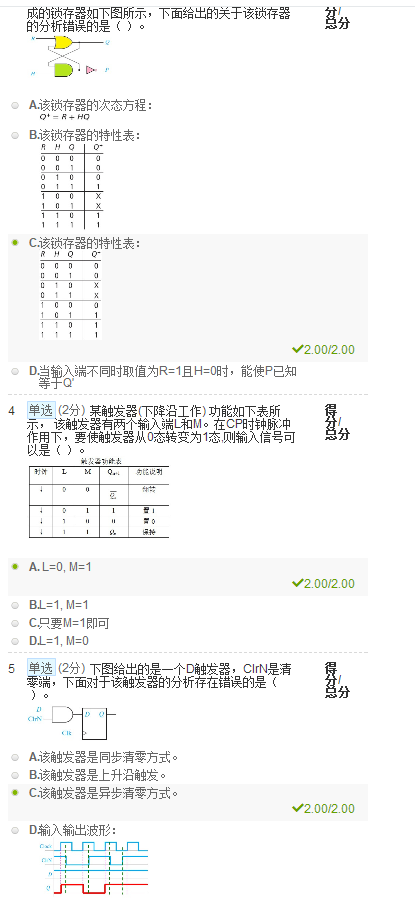 成的锁存器如下图所示，下面给出的关于该锁存器
的分析错误的是（ ）。
分/
总分
R
Q
H
P
A.该锁存器的次态方程：
Q⁺ = R + HQ
B.该锁存器的特性表：
R H Q Q⁺
0 0 0 0
0 0 1 0
0 1 0 0
0 1 1 1
1 0 0 X
1 0 1 X
1 1 0 1
1 1 1 1
C.该锁存器的特性表：
R H Q Q⁺
0 0 0 0
0 0 1 0
0 1 0 X
0 1 1 X
1 0 0 0
1 0 1 1
1 1 0 1
1 1 1 1
2.00/2.00
D.当输入端不同时取值为R=1且H=0时，能使P已知
等于Q'
4 单选 (2分) 某触发器(下降沿工作) 功能如下表所
示， 该触发器有两个输入端L和M。在CP时钟脉冲
作用下，要使触发器从0态转变为1态,则输入信号可
以是（ ）。
得
分/
总分
触发器功能表
时钟 L M Qn+1 功能说明
↓ 0 0 翻转
↓ 0 1 1 置 1
↓ 1 0 0 置 0
↓ 1 1 保持
A. L=0, M=1
2.00/2.00
B.L=1, M=1
C.只要M=1即可
D.L=1, M=0
5 单选 (2分) 下图给出的是一个D触发器，ClrN是清
零端，下面对于该触发器的分析存在错误的是（
）。
得
分/
总分
D
ClrN
D Q
Clk
A.该触发器是同步清零方式。
B.该触发器是上升沿触发。
C.该触发器是异步清零方式。
2.00/2.00
D.输入输出波形：
D
Q